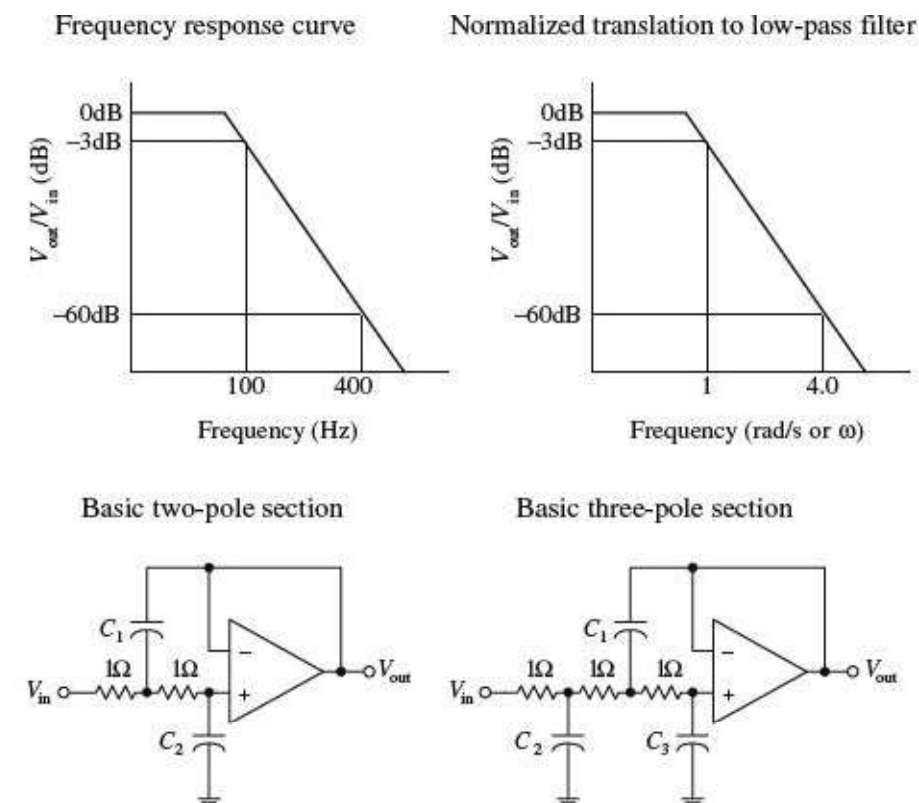 Frequency response curve
Normalized translation to low-pass filter
0dB
−3dB
−60dB
V_out/V_in (dB)
100
400
Frequency (Hz)
0dB
−3dB
−60dB
V_out/V_in (dB)
1
4.0
Frequency (rad/s or ω)
Basic two-pole section
Basic three-pole section
C₁
1Ω
1Ω
V_in
−
+
V_out
C₂
C₁
1Ω
1Ω
1Ω
V_in
−
+
V_out
C₂
C₃